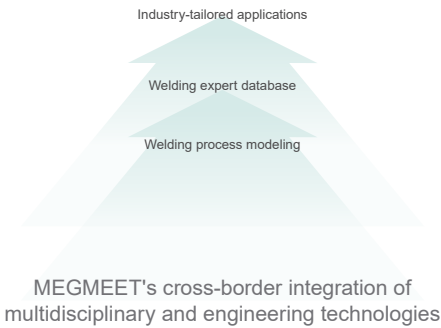 Industry-tailored applications
Welding expert database
Welding process modeling
MEGMEET's cross-border integration of
multidisciplinary and engineering technologies